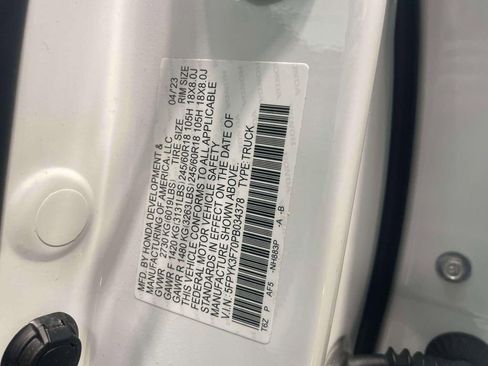 MFD. BY HONDA DEVELOPMENT &
MANUFACTURING OF AMERICA, LLC 04/'23
GVWR 2730 KG(6019LBS) TIRE SIZE RIM SIZE
GAWR F 1420 KG(3131LBS) 245/60R18 105H 18X8.0J
GAWR R 1480 KG(3263LBS) 245/60R18 105H 18X8.0J
THIS VEHICLE CONFORMS TO ALL APPLICABLE
FEDERAL MOTOR VEHICLE SAFETY
STANDARDS IN EFFECT ON THE DATE OF
MANUFACTURE SHOWN ABOVE.
V.I.N.: 5FPYK3F70PB034378 TYPE:TRUCK
T6Z P AF5 -NH883P -A -B